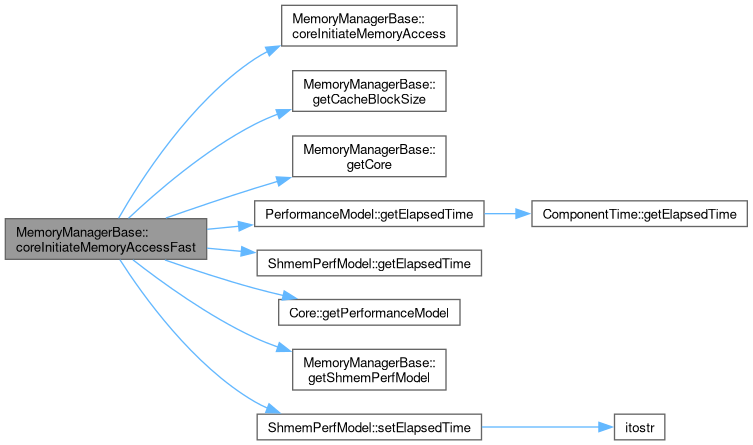 MemoryManagerBase::
coreInitiateMemoryAccess
MemoryManagerBase::
getCacheBlockSize
MemoryManagerBase::
getCore
PerformanceModel::getElapsedTime
ComponentTime::getElapsedTime
MemoryManagerBase::
coreInitiateMemoryAccessFast
ShmemPerfModel::getElapsedTime
Core::getPerformanceModel
MemoryManagerBase::
getShmemPerfModel
ShmemPerfModel::setElapsedTime
itostr